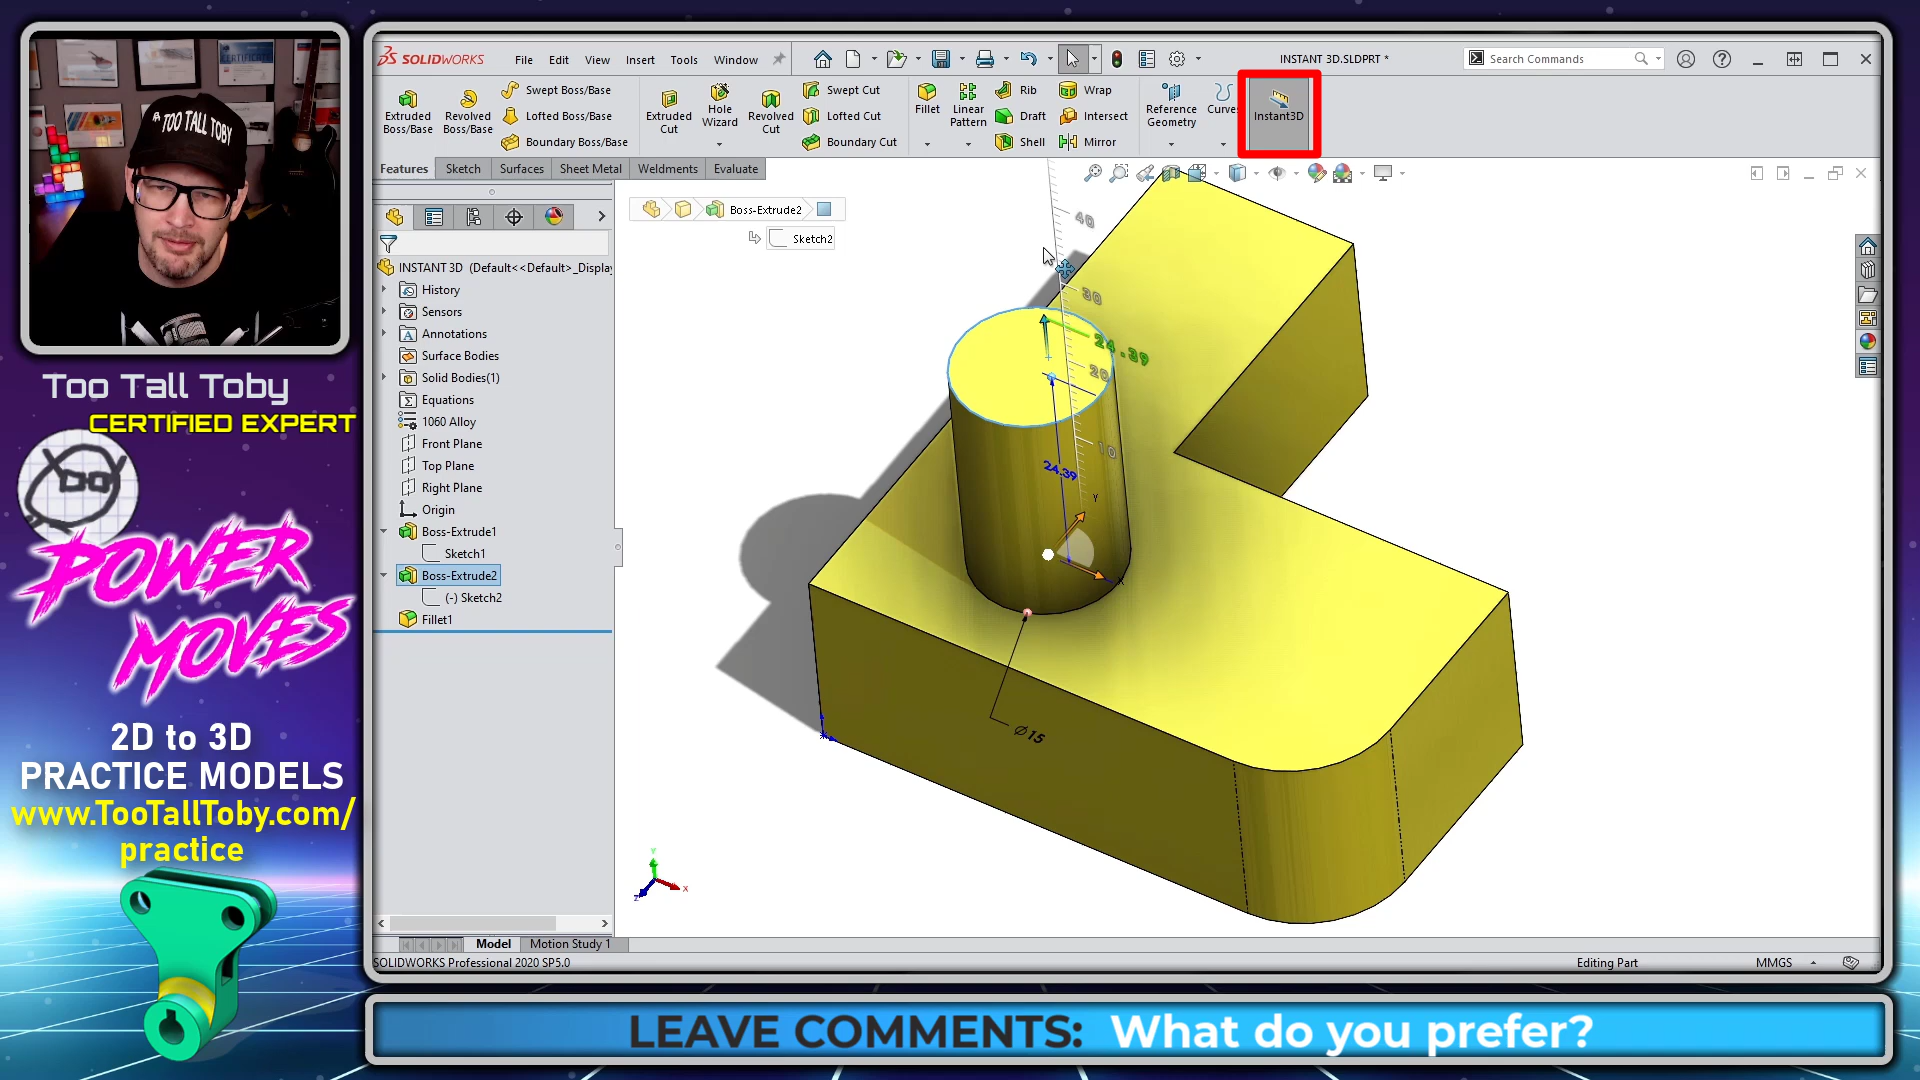 TOO TALL TOBY
Too Tall Toby
CERTIFIED EXPERT
POWER
MOVES
2D to 3D
PRACTICE MODELS
www.TooTallToby.com/
practice
SOLIDWORKS
File Edit View Insert Tools Window
INSTANT 3D.SLDPRT *
Search Commands
Extruded
Boss/Base
Revolved
Boss/Base
Swept Boss/Base
Lofted Boss/Base
Boundary Boss/Base
Extruded
Cut
Hole
Wizard
Revolved
Cut
Swept Cut
Lofted Cut
Boundary Cut
Fillet
Linear
Pattern
Rib
Draft
Shell
Wrap
Intersect
Mirror
Reference
Geometry
Curves
Instant3D
Features Sketch Surfaces Sheet Metal Weldments Evaluate
Boss-Extrude2
Sketch2
INSTANT 3D (Default<<Default>_Display
History
Sensors
Annotations
Surface Bodies
Solid Bodies(1)
Equations
1060 Alloy
Front Plane
Top Plane
Right Plane
Origin
Boss-Extrude1
Sketch1
Boss-Extrude2
(-) Sketch2
Fillet1
40
30
24.39
20
10
24.39
Y
X
⌀15
Y
X
Z
Model Motion Study 1
SOLIDWORKS Professional 2020 SP5.0
Editing Part
MMGS
LEAVE COMMENTS: What do you prefer?